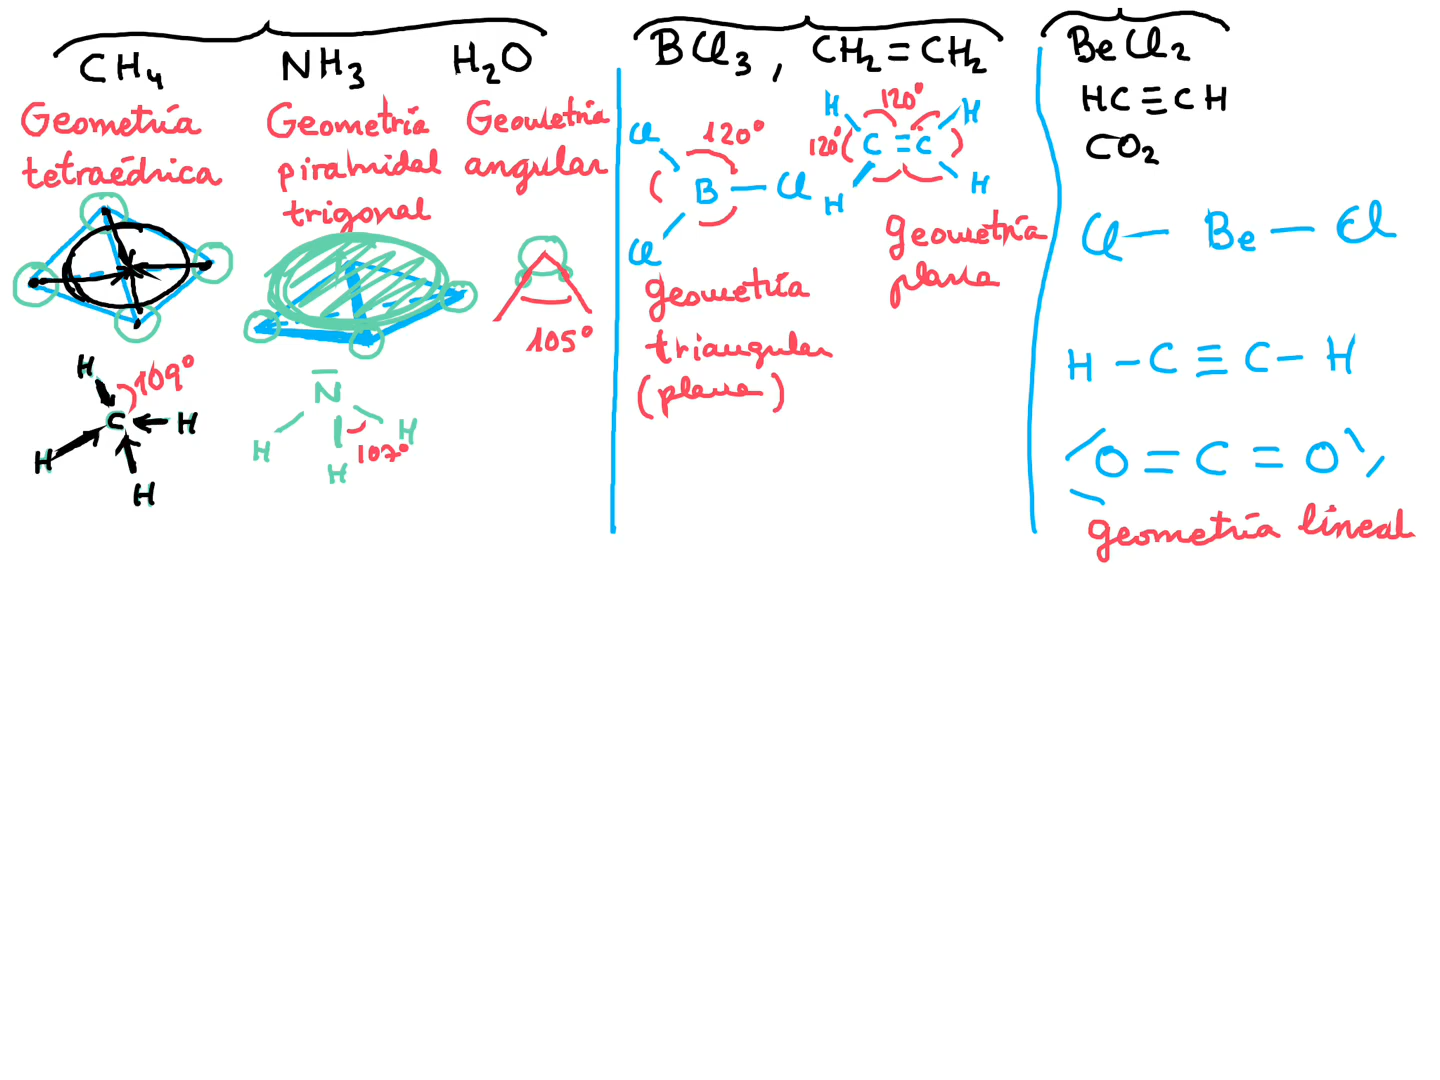 CH₄ NH₃ H₂O
Geometría
tetraédrica
Geometría
piramidal
trigonal
Geometría
angular
105°
H
109°
C
H
H
H
N
H
H
107°
H
BCl₃, CH₂=CH₂
Cl
120°
B — Cl
Cl
geometría
triangular
(plana)
H 120° H
120° C = C
H H
geometría
plana
BeCl₂
HC≡CH
CO₂
Cl — Be — Cl
H - C ≡ C - H
O = C = O
geometría lineal